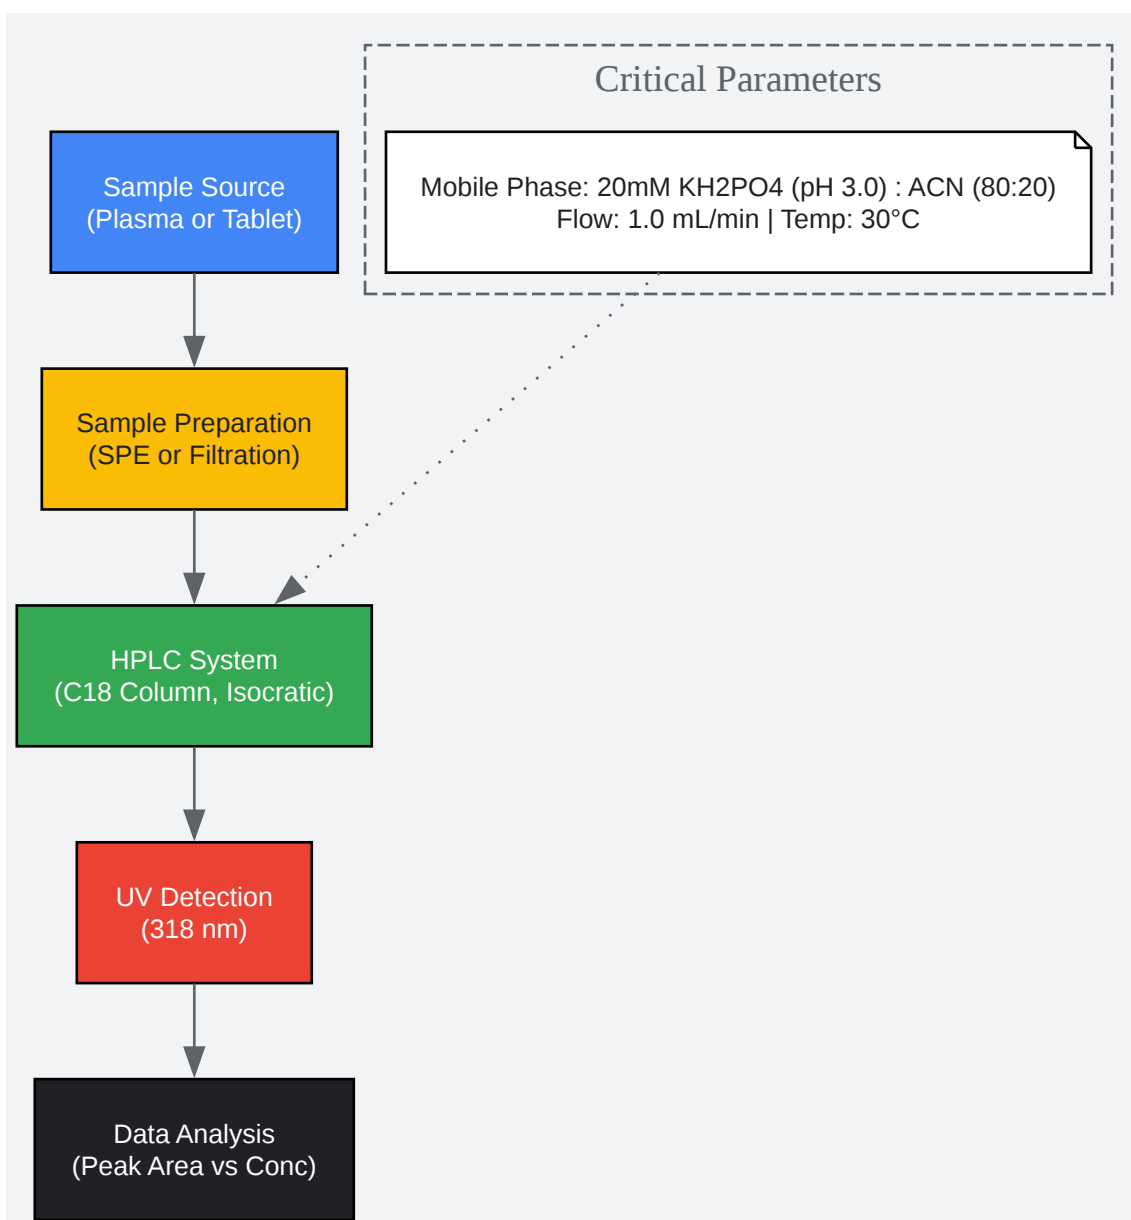 Critical Parameters
Sample Source
(Plasma or Tablet)
Mobile Phase: 20mM KH2PO4 (pH 3.0) : ACN (80:20)
Flow: 1.0 mL/min | Temp: 30°C
Sample Preparation
(SPE or Filtration)
HPLC System
(C18 Column, Isocratic)
UV Detection
(318 nm)
Data Analysis
(Peak Area vs Conc)